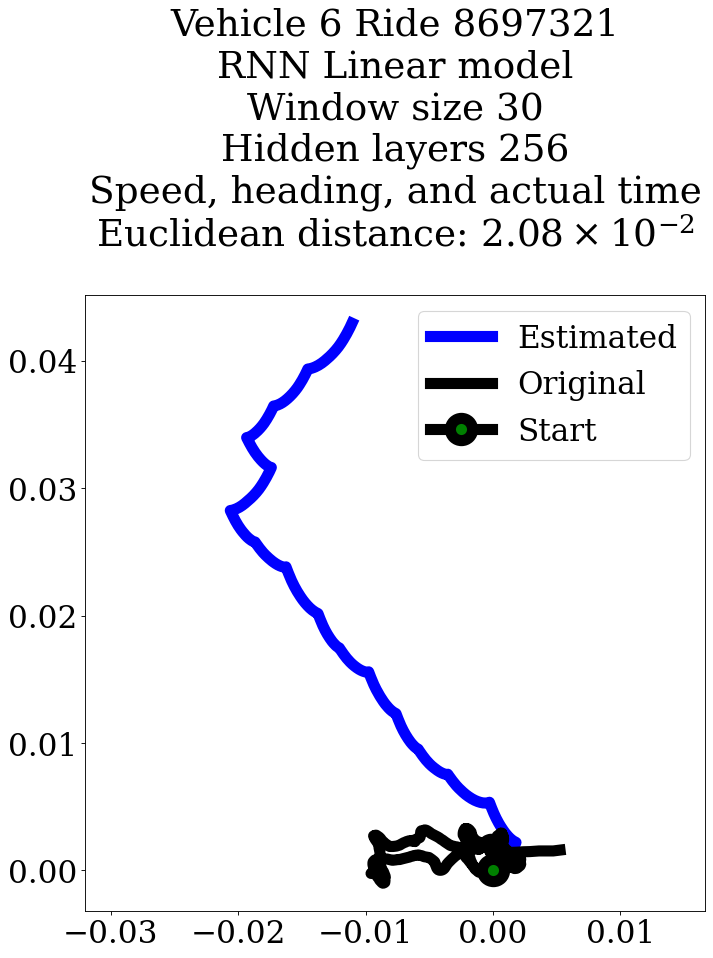 Vehicle 6 Ride 8697321
RNN Linear model
Window size 30
Hidden layers 256
Speed, heading, and actual time
Euclidean distance: 2.08 × 10⁻²
Estimated
Original
Start
0.04
0.03
0.02
0.01
0.00
−0.03 −0.02 −0.01 0.00 0.01